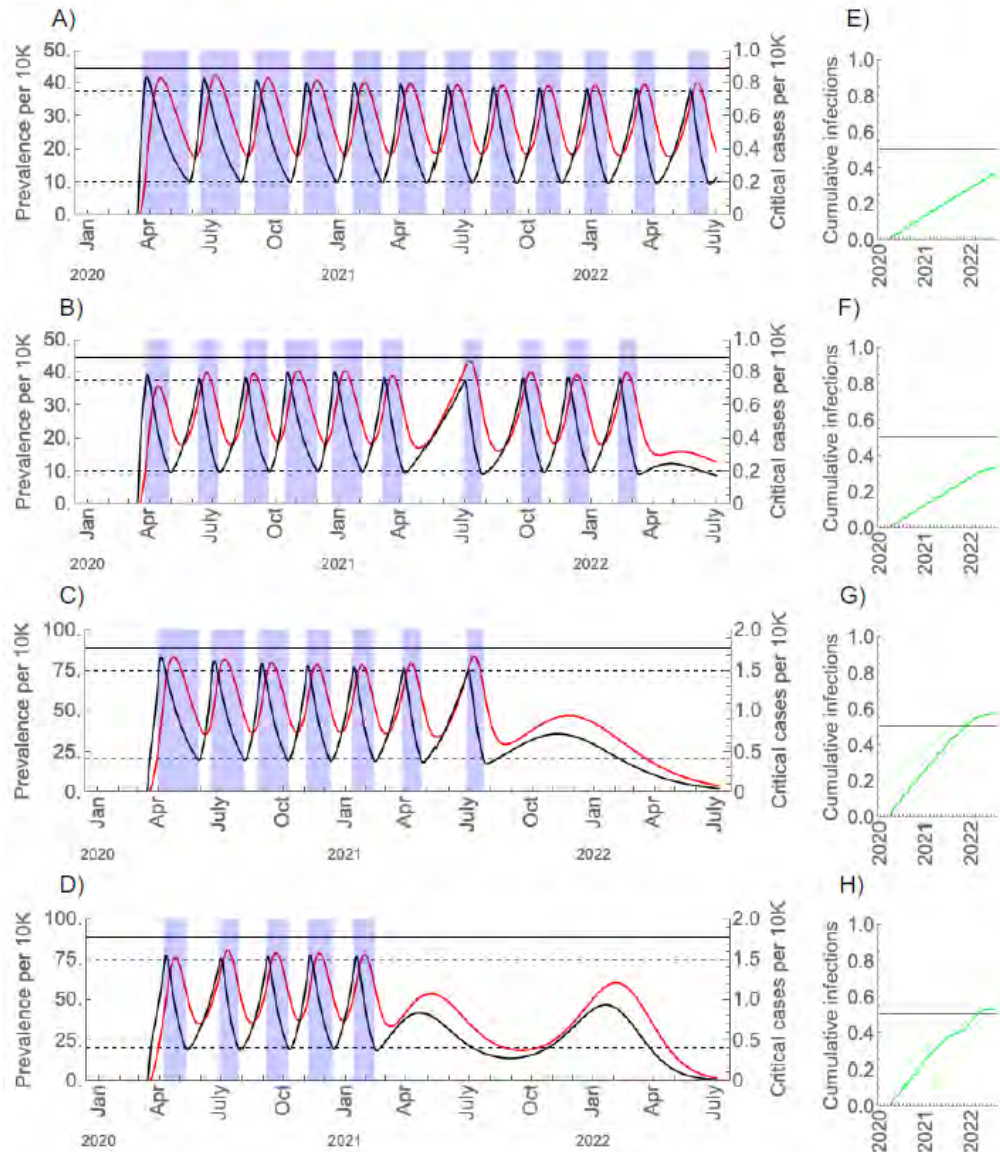 A)
E)
Prevalence per 10K
50.
40
30
20
10
0.
1.0
0.8
0.6
0.4
0.2
0
Critical cases per 10K
Jan
Apr
July
Oct
Jan
Apr
July
Oct
Jan
Apr
July
2020
2021
2022
Cumulative infections
1.0
0.8
0.6
0.4
0.2
0.0
2020
2021
2022
B)
F)
Prevalence per 10K
50
40
30
20
10
0.
1.0
0.8
0.6
0.4
0.2
0
Critical cases per 10K
Jan
Apr
July
Oct
Jan
Apr
July
Oct
Jan
Apr
July
2020
2021
2022
Cumulative infections
1.0
0.8
0.6
0.4
0.2
0.0
2020
2021
2022
C)
G)
Prevalence per 10K
100.
75.
50
25
0.
2.0
1.5
1.0
0.5
0
Critical cases per 10K
Jan
Apr
July
Oct
Jan
Apr
July
Oct
Jan
Apr
July
2020
2021
2022
Cumulative infections
1.0
0.8
0.6
0.4
0.2
0.0
2020
2021
2022
D)
H)
Prevalence per 10K
100.
75.
50
25.
0.
2.0
1.5
1.0
0.5
0
Critical cases per 10K
Jan
Apr
July
Oct
Jan
Apr
July
Oct
Jan
Apr
July
2020
2021
2022
Cumulative infections
1.0
0.8
0.6
0.4
0.2
0.0
2020
2021
2022